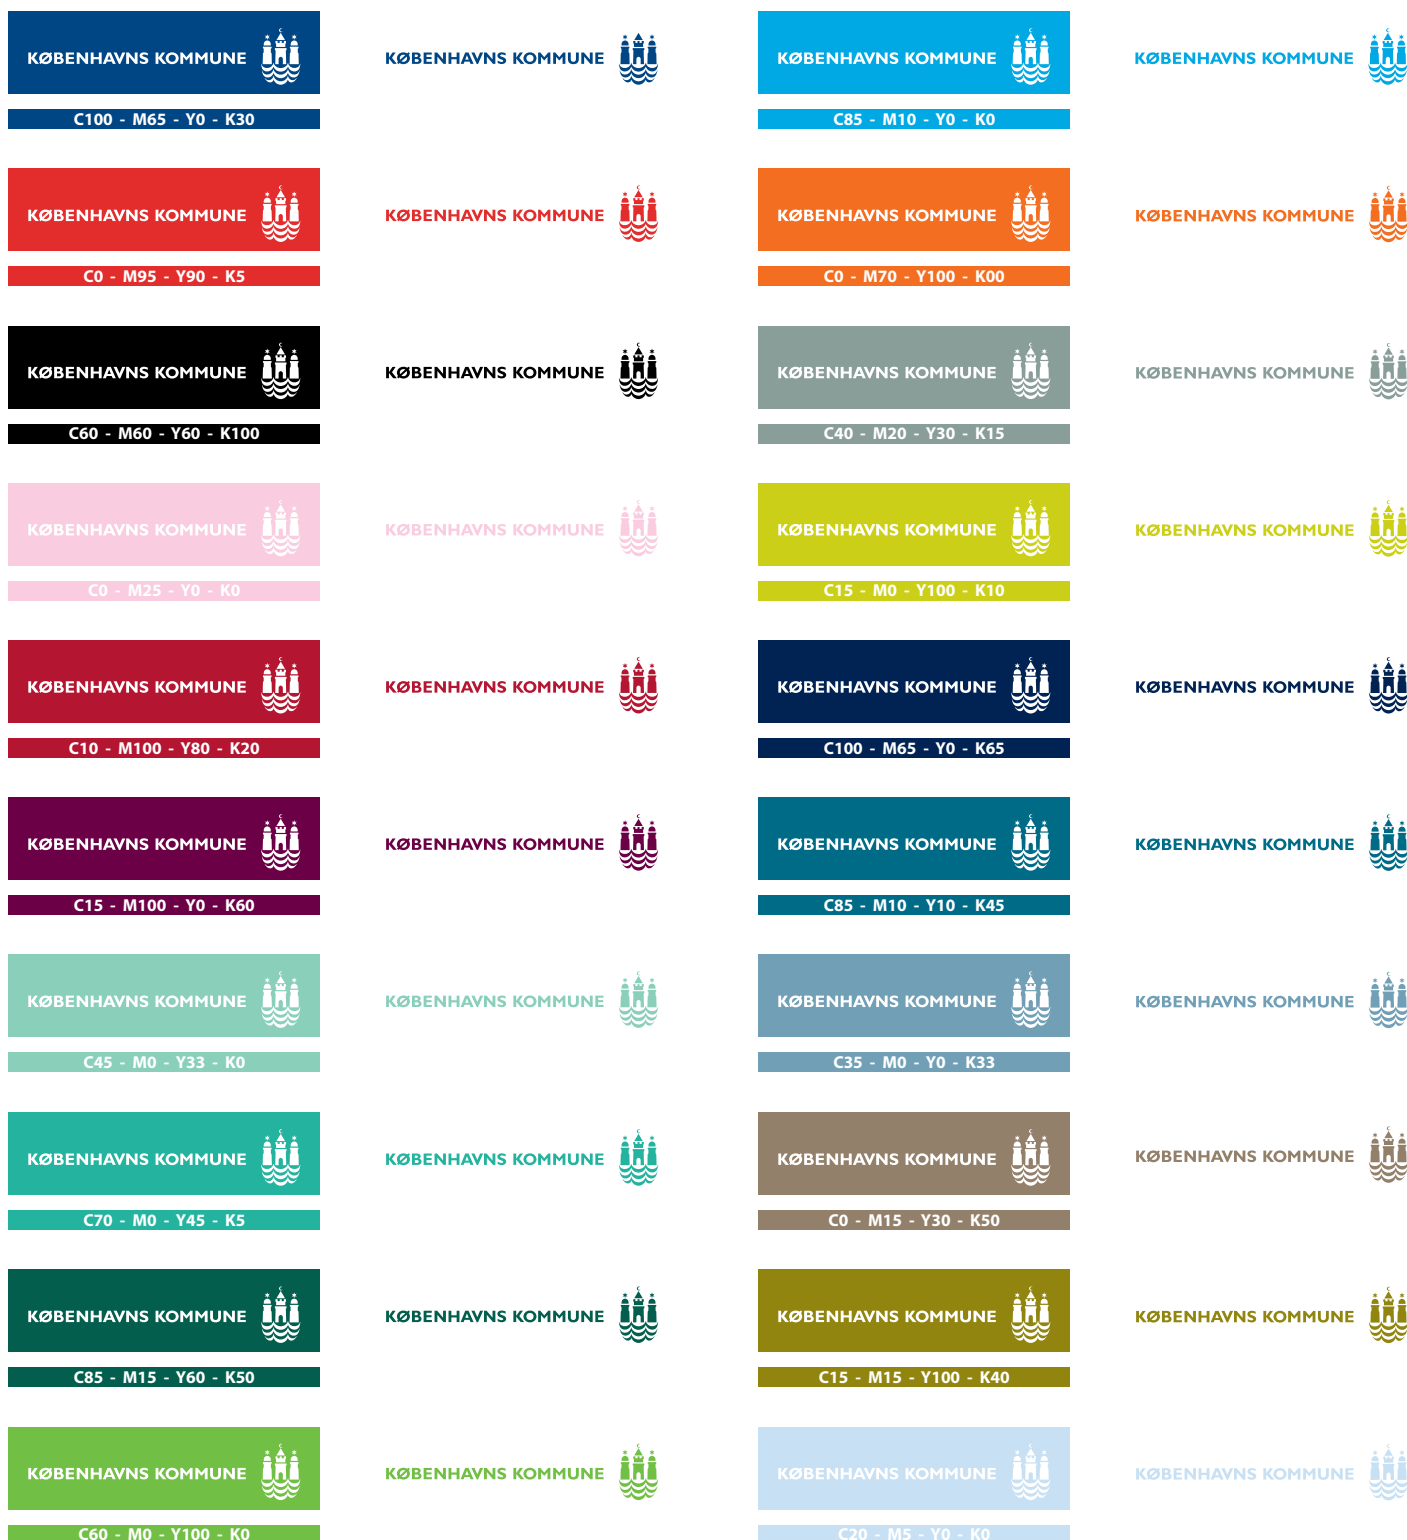 KØBENHAVNS KOMMUNE KØBENHAVNS KOMMUNE KØBENHAVNS KOMMUNE KØBENHAVNS KOMMUNE
C100 - M65 - Y0 - K30 C85 - M10 - Y0 - K0
KØBENHAVNS KOMMUNE KØBENHAVNS KOMMUNE KØBENHAVNS KOMMUNE KØBENHAVNS KOMMUNE
C0 - M95 - Y90 - K5 C0 - M70 - Y100 - K00
KØBENHAVNS KOMMUNE KØBENHAVNS KOMMUNE KØBENHAVNS KOMMUNE KØBENHAVNS KOMMUNE
C60 - M60 - Y60 - K100 C40 - M20 - Y30 - K15
KØBENHAVNS KOMMUNE KØBENHAVNS KOMMUNE KØBENHAVNS KOMMUNE KØBENHAVNS KOMMUNE
C0 - M25 - Y0 - K0 C15 - M0 - Y100 - K10
KØBENHAVNS KOMMUNE KØBENHAVNS KOMMUNE KØBENHAVNS KOMMUNE KØBENHAVNS KOMMUNE
C10 - M100 - Y80 - K20 C100 - M65 - Y0 - K65
KØBENHAVNS KOMMUNE KØBENHAVNS KOMMUNE KØBENHAVNS KOMMUNE KØBENHAVNS KOMMUNE
C15 - M100 - Y0 - K60 C85 - M10 - Y10 - K45
KØBENHAVNS KOMMUNE KØBENHAVNS KOMMUNE KØBENHAVNS KOMMUNE KØBENHAVNS KOMMUNE
C45 - M0 - Y33 - K0 C35 - M0 - Y0 - K33
KØBENHAVNS KOMMUNE KØBENHAVNS KOMMUNE KØBENHAVNS KOMMUNE KØBENHAVNS KOMMUNE
C70 - M0 - Y45 - K5 C0 - M15 - Y30 - K50
KØBENHAVNS KOMMUNE KØBENHAVNS KOMMUNE KØBENHAVNS KOMMUNE KØBENHAVNS KOMMUNE
C85 - M15 - Y60 - K50 C15 - M15 - Y100 - K40
KØBENHAVNS KOMMUNE KØBENHAVNS KOMMUNE KØBENHAVNS KOMMUNE KØBENHAVNS KOMMUNE
C60 - M0 - Y100 - K0 C20 - M5 - Y0 - K0